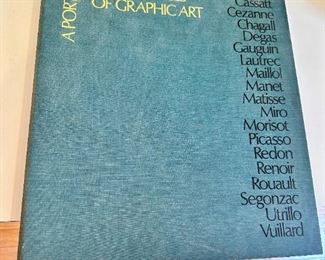 A PORT
OF GRAPHIC ART
Cassatt
Cezanne
Chagall
Degas
Gauguin
Lautrec
Maillol
Manet
Matisse
Miro
Morisot
Picasso
Redon
Renoir
Rouault
Segonzac
Utrillo
Vuillard